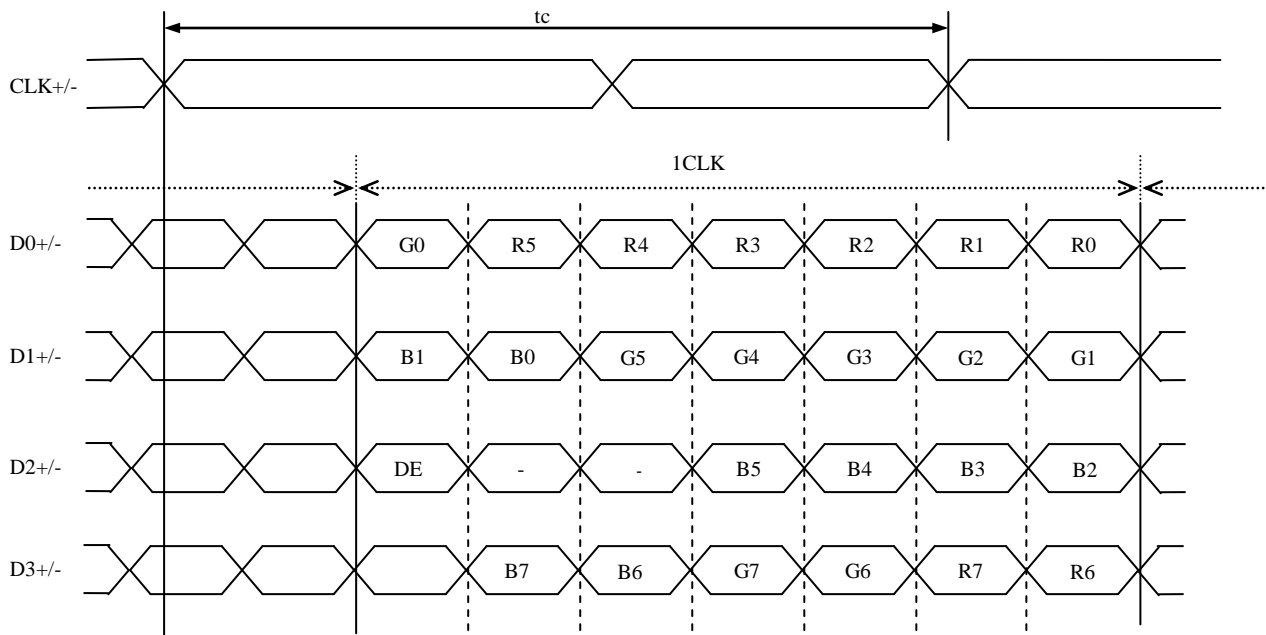 tc
CLK+/-
1CLK
D0+/- G0 R5 R4 R3 R2 R1 R0
D1+/- B1 B0 G5 G4 G3 G2 G1
D2+/- DE - - B5 B4 B3 B2
D3+/- B7 B6 G7 G6 R7 R6